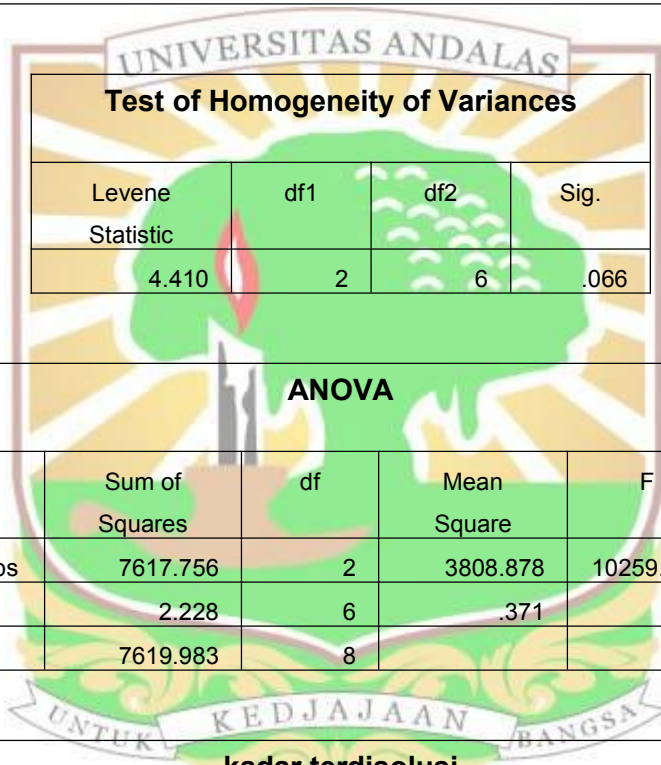 UNIVERSITAS ANDALAS
Test of Homogeneity of Variances
Levene Statistic df1 df2 Sig.
4.410 2 6 .066
ANOVA
Sum of Squares df Mean Square F
7617.756 2 3808.878 10259.
2.228 6 .371
7619.983 8
UNTUK KEDJAJAAN BANGSA
kadar terdisolusi